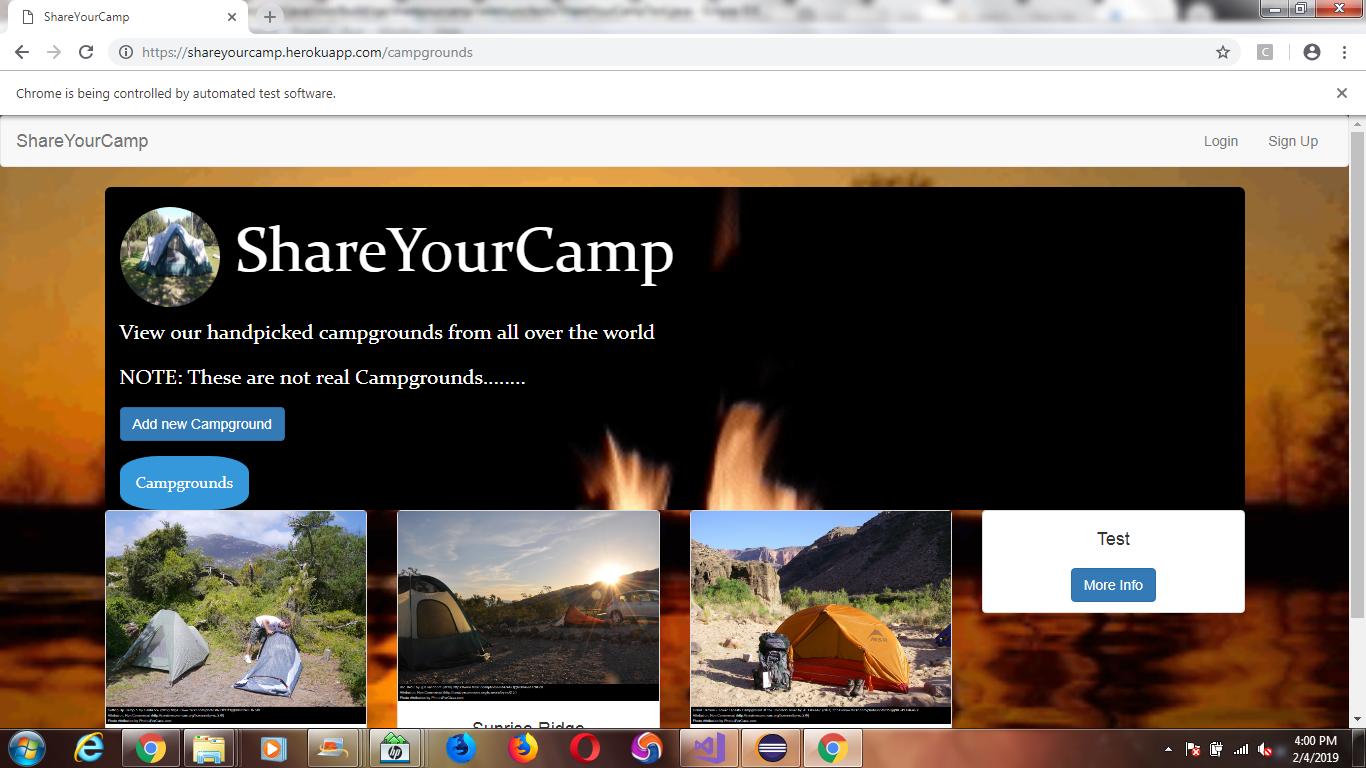 ShareYourCamp
https://shareyourcamp.herokuapp.com/campgrounds
C
Chrome is being controlled by automated test software.
ShareYourCamp
Login
Sign Up
ShareYourCamp
View our handpicked campgrounds from all over the world
NOTE: These are not real Campgrounds........
Add new Campground
Campgrounds
Test
More Info
Sunrise Ridge
hp
4:00 PM
2/4/2019